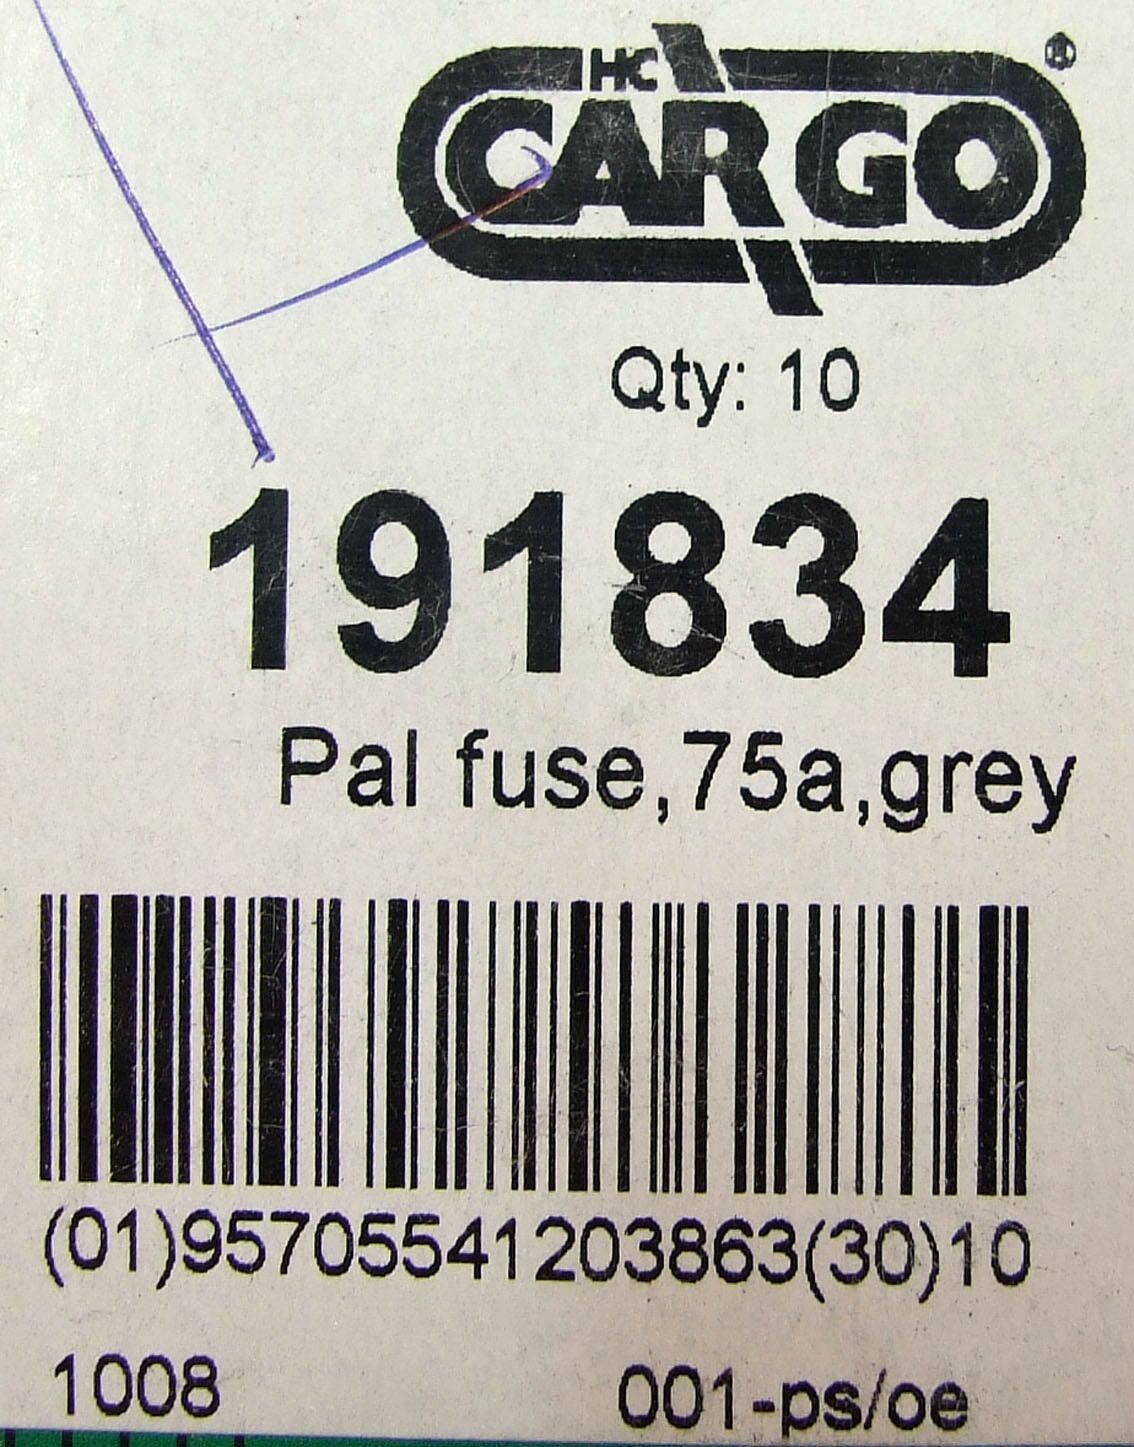 HC
CARGO®
Qty: 10
191834
Pal fuse,75a,grey
(01)95705541203863(30)10
1008
001-ps/oe